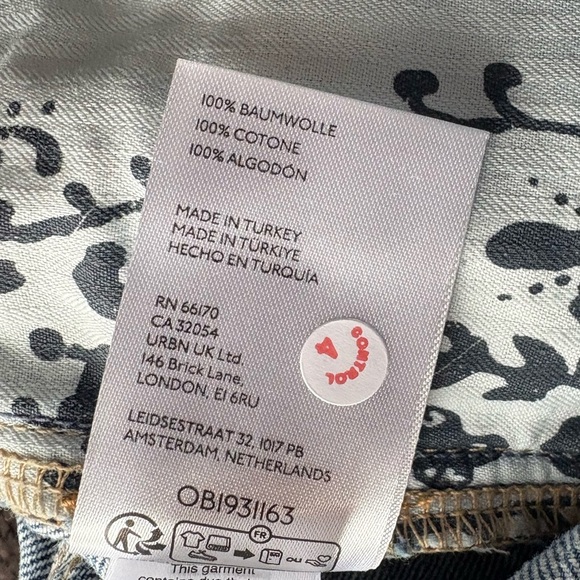 100% BAUMWOLLE
100% COTONE
100% ALGODÓN
MADE IN TURKEY
MADE IN TÜRKIYE
HECHO EN TURQUÍA
RN 66170
CA 32054
URBN UK Ltd.
146 Brick Lane,
LONDON, E1 6RU
CONTROL
4
LEIDSESTRAAT 32, 1017 PB
AMSTERDAM, NETHERLANDS
OB1931163
FR
OU
This garment